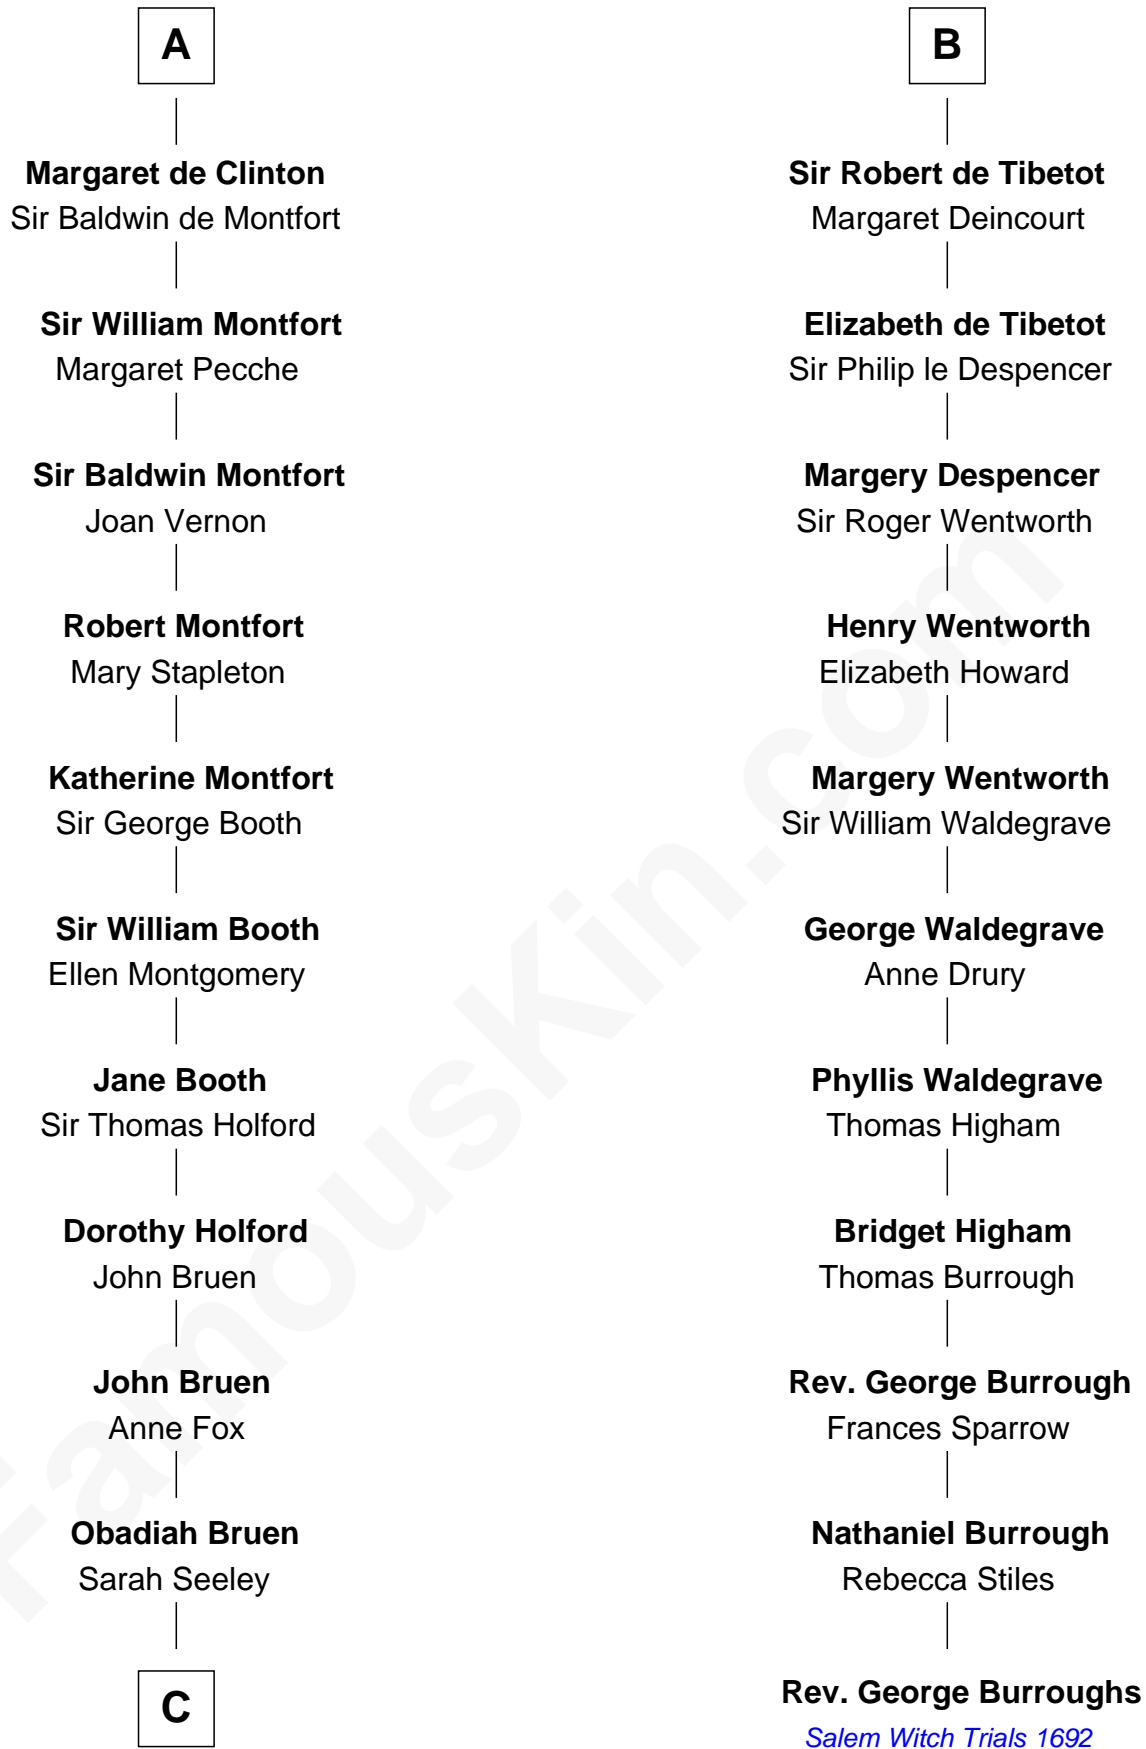 A
Margaret de Clinton
Sir Baldwin de Montfort
Sir William Montfort
Margaret Pecche
Sir Baldwin Montfort
Joan Vernon
Robert Montfort
Mary Stapleton
Katherine Montfort
Sir George Booth
Sir William Booth
Ellen Montgomery
Jane Booth
Sir Thomas Holford
Dorothy Holford
John Bruen
John Bruen
Anne Fox
Obadiah Bruen
Sarah Seeley
C
B
Sir Robert de Tibetot
Margaret Deincourt
Elizabeth de Tibetot
Sir Philip le Despencer
Margery Despencer
Sir Roger Wentworth
Henry Wentworth
Elizabeth Howard
Margery Wentworth
Sir William Waldegrave
George Waldegrave
Anne Drury
Phyllis Waldegrave
Thomas Higham
Bridget Higham
Thomas Burrough
Rev. George Burrough
Frances Sparrow
Nathaniel Burrough
Rebecca Stiles
Rev. George Burroughs
Salem Witch Trials 1692
FamousKin.com